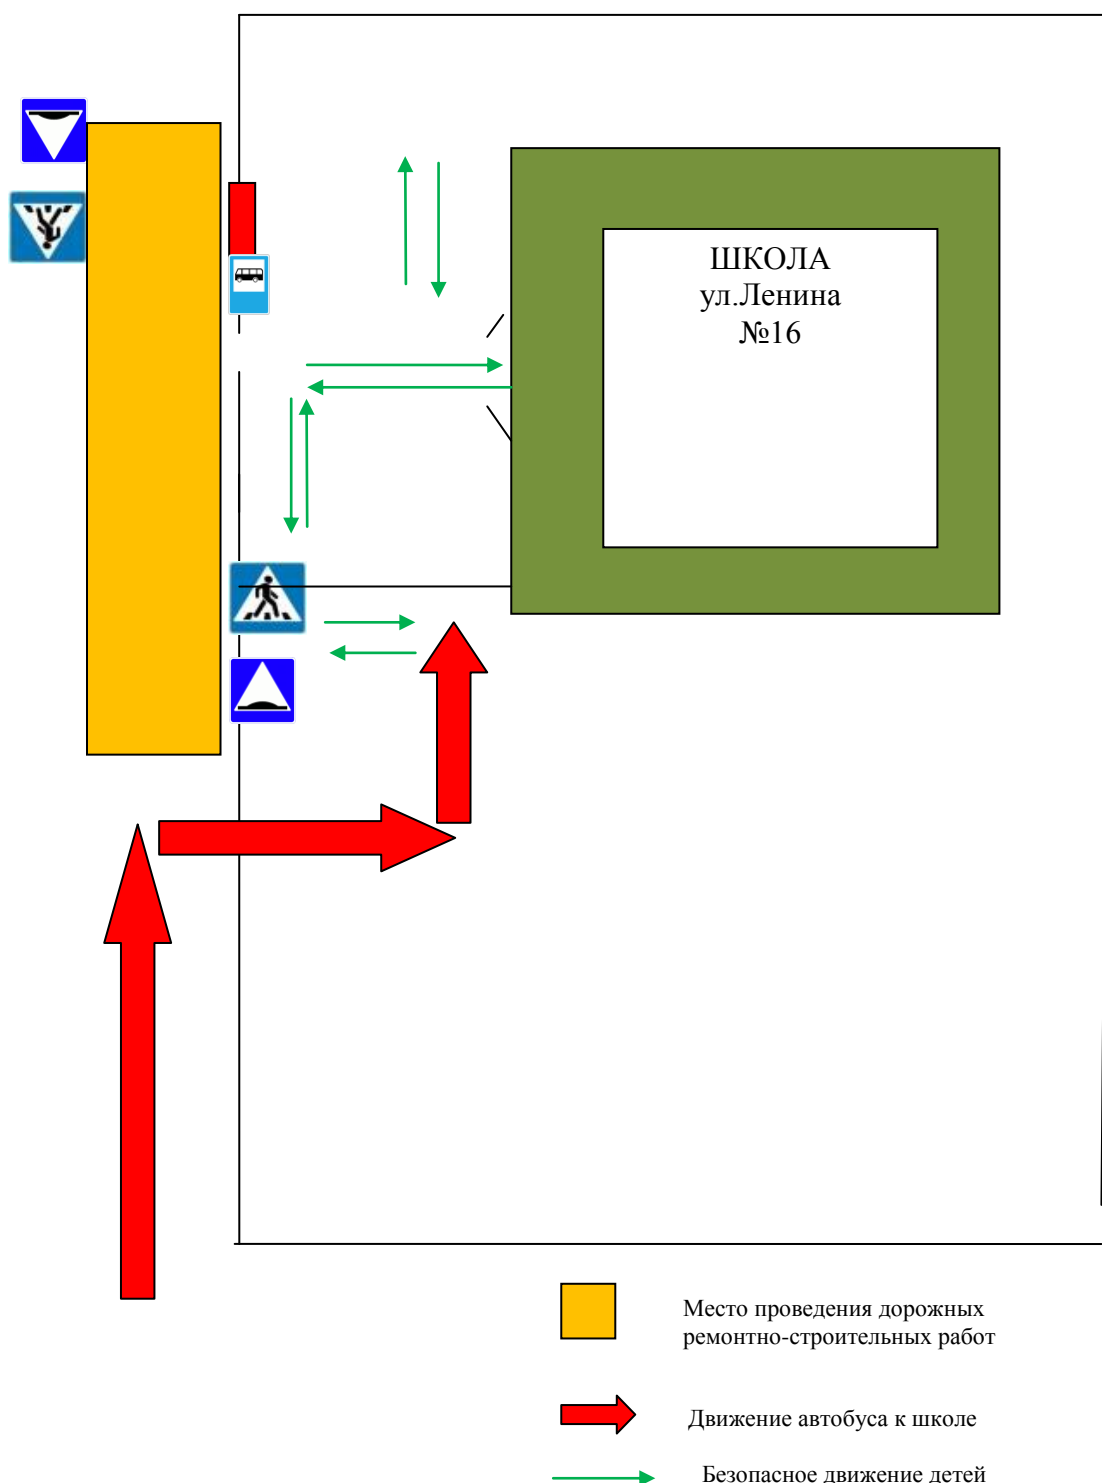 ШКОЛА
ул.Ленина
№16
Место проведения дорожных
ремонтно-строительных работ
Движение автобуса к школе
Безопасное движение детей